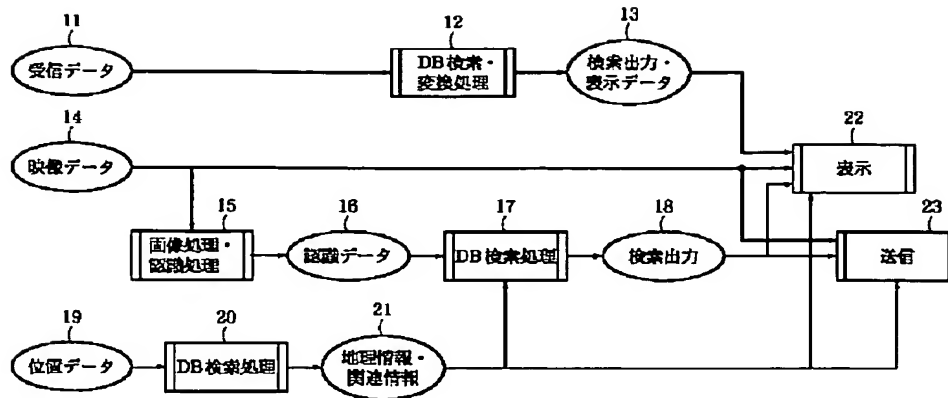 11
受信データ
12
DB検索・
変換処理
13
検索出力・
表示データ
14
映像データ
22
表示
15
画像処理・
認識処理
16
認識データ
17
DB検索処理
18
検索出力
23
送信
19
位置データ
20
DB検索処理
21
地理情報・
関連情報